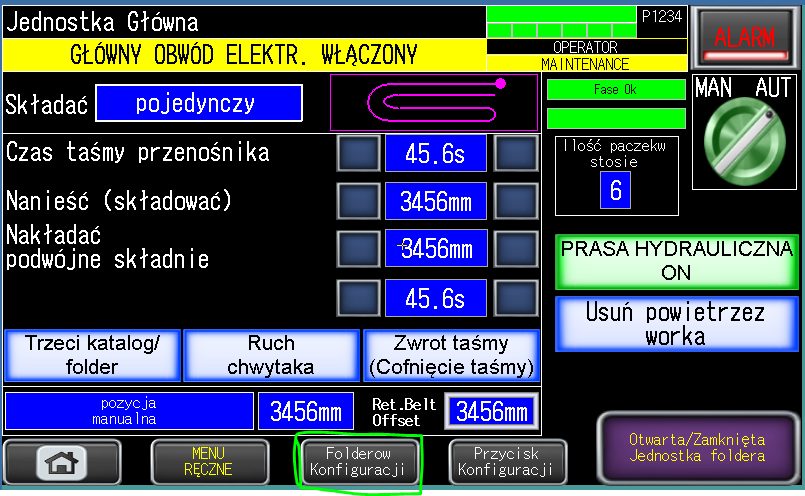 Jednostka Główna
P1234
ALARM
GŁÓWNY OBWÓD ELEKTR. WŁĄCZONY
OPERATOR
MAINTENANCE
Składać
pojedynczy
Fase Ok
MAN AUT
Ilość paczekw
stosie
6
Czas taśmy przenośnika
45.6s
Nanieść (składować)
3456mm
Nakładać
podwójne składnie
3456mm
45.6s
PRASA HYDRAULICZNA
ON
Usuń powietrzez
worka
Trzeci katalog/
folder
Ruch
chwytaka
Zwrot taśmy
(Cofnięcie taśmy)
pozycja
manualna
3456mm
Ret.Belt
Offset
3456mm
MENU
RĘCZNE
Folderow
Konfiguracji
Przycisk
Konfiguracji
Otwarta/Zamknięta
Jednostka foldera